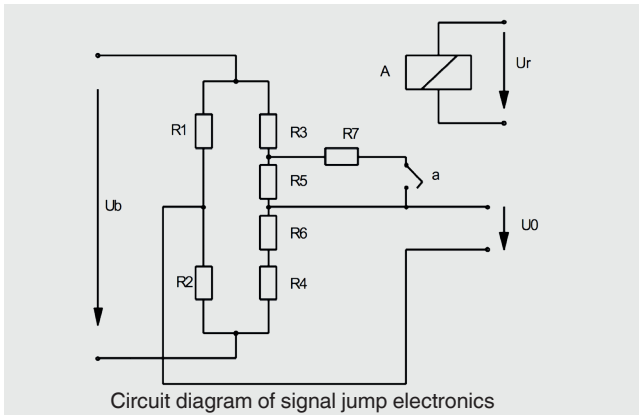 A
Ur
R1
R3
R7
R5
a
Ub
R6
U0
R2
R4
Circuit diagram of signal jump electronics